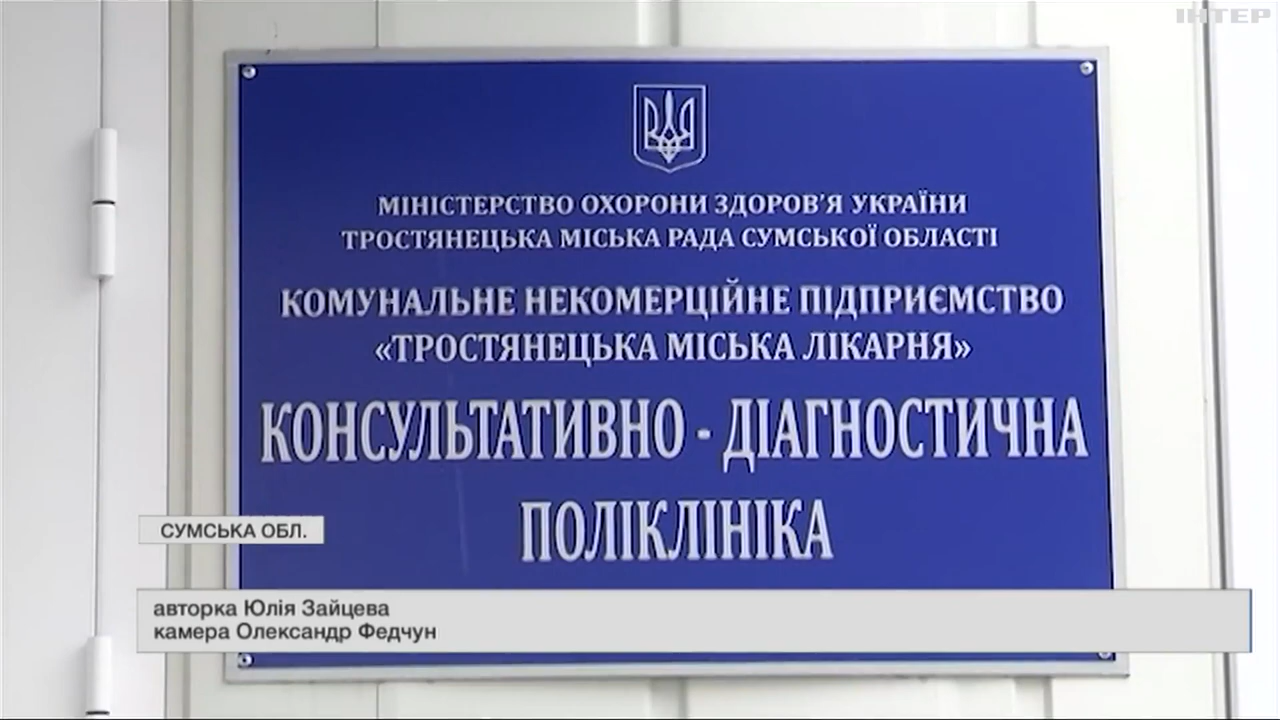 ІНТЕР
МІНІСТЕРСТВО ОХОРОНИ ЗДОРОВ'Я УКРАЇНИ
ТРОСТЯНЕЦЬКА МІСЬКА РАДА СУМСЬКОЇ ОБЛАСТІ
КОМУНАЛЬНЕ НЕКОМЕРЦІЙНЕ ПІДПРИЄМСТВО
«ТРОСТЯНЕЦЬКА МІСЬКА ЛІКАРНЯ»
КОНСУЛЬТАТИВНО - ДІАГНОСТИЧНА
ПОЛІКЛІНІКА
СУМСЬКА ОБЛ.
авторка Юлія Зайцева
камера Олександр Федчун